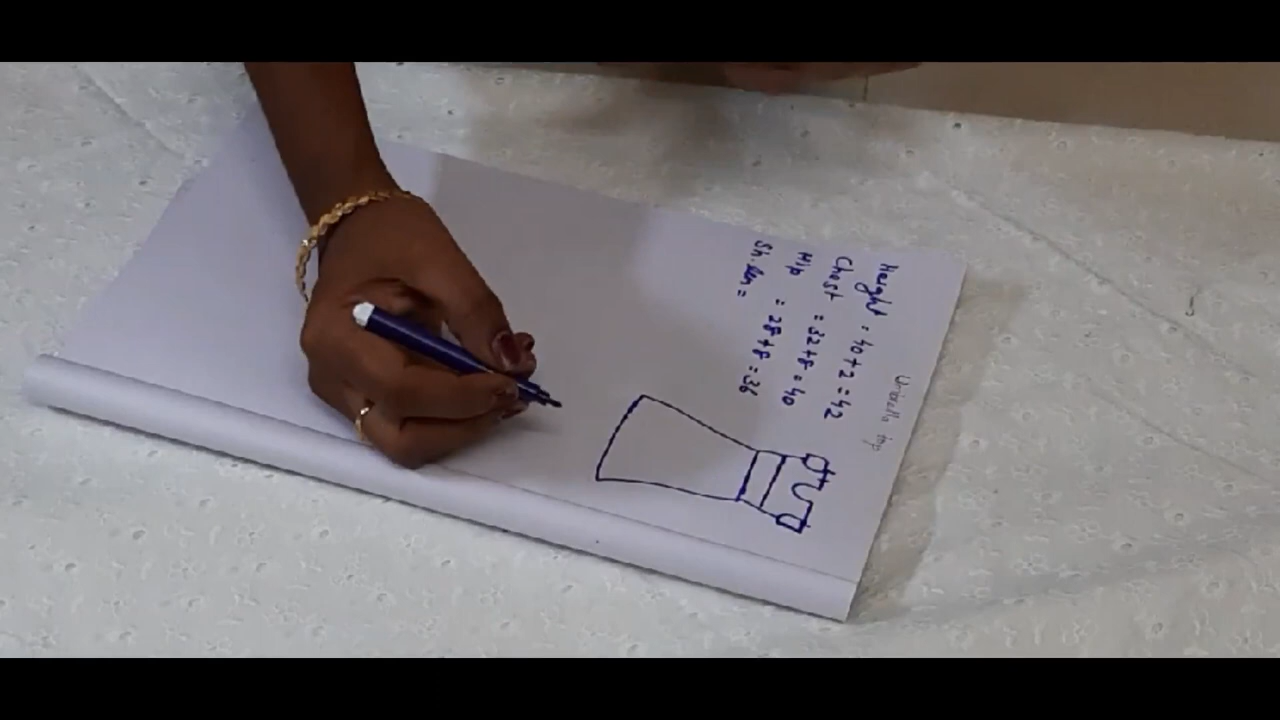 Umbrella top
Height = 40+2 = 42
Chest = 32+8 = 40
Hip = 28+8 = 36
Sh. len =